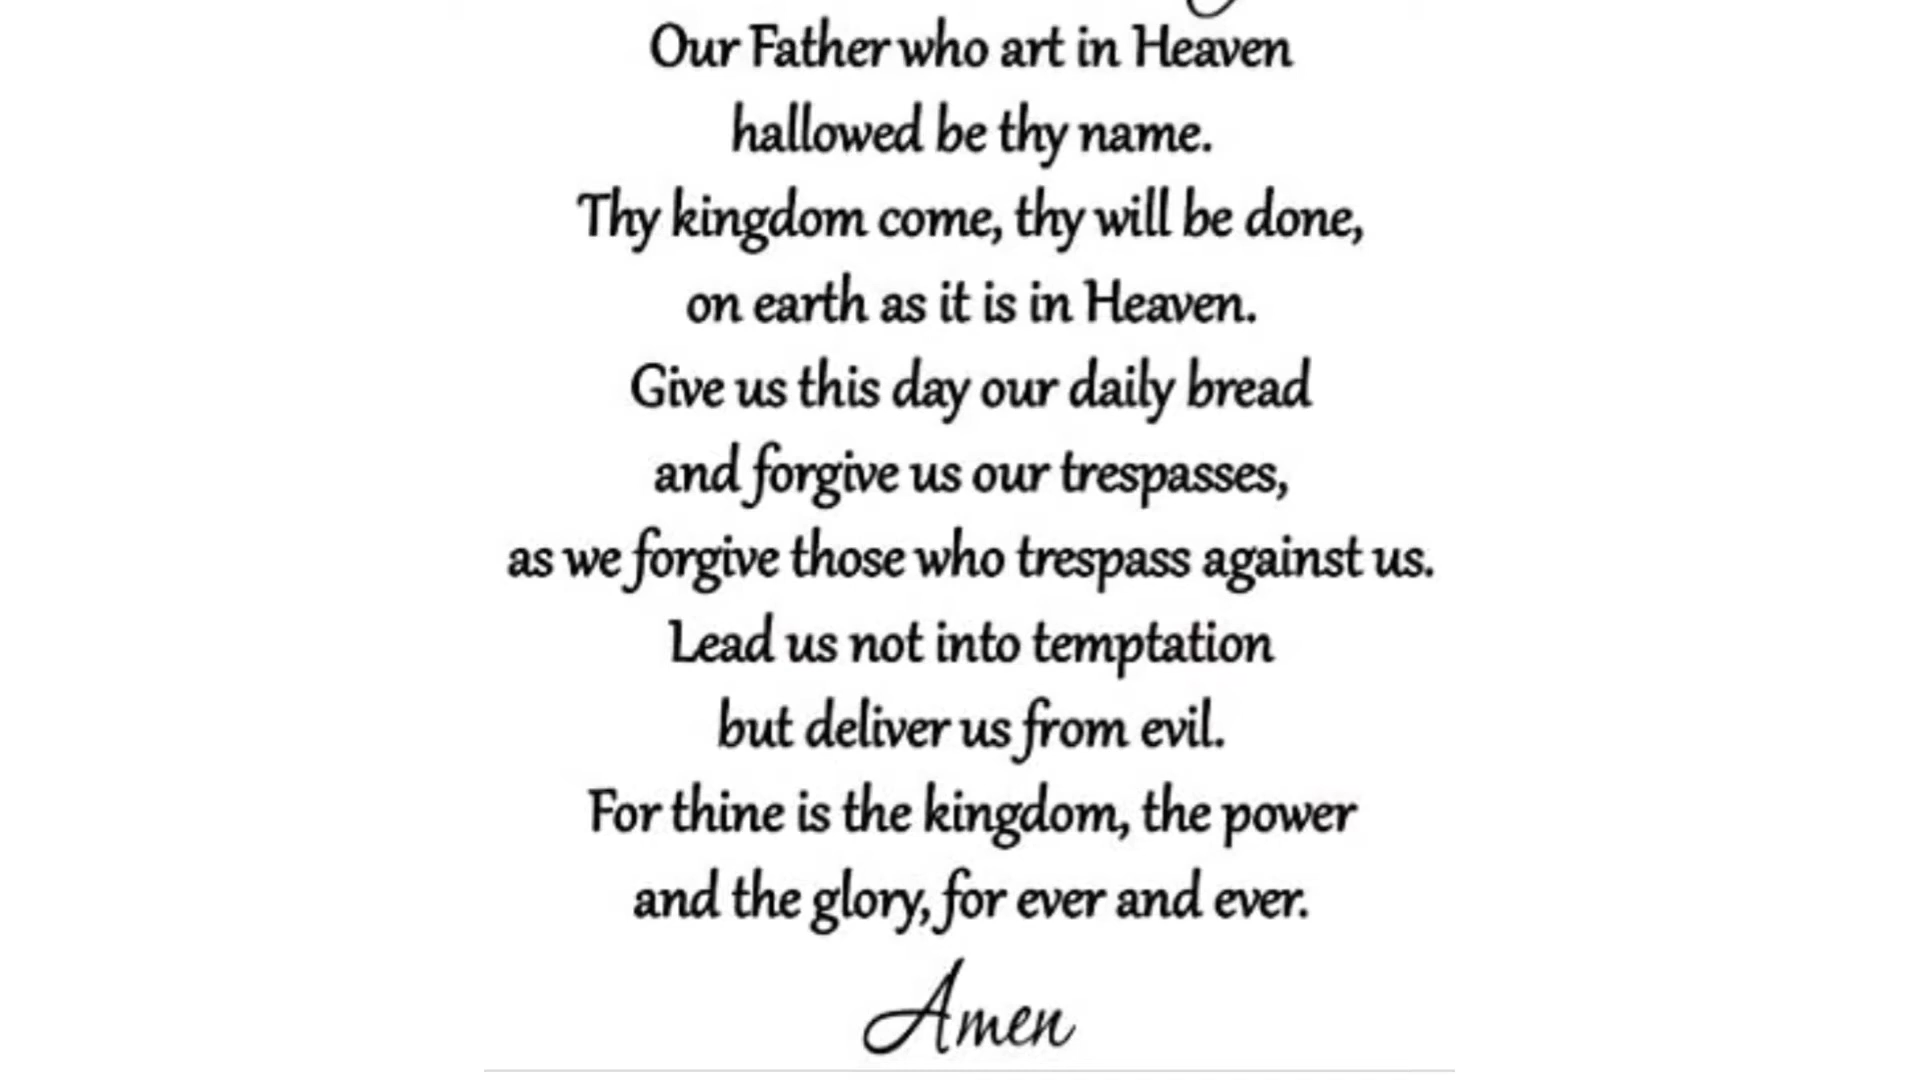 Our Father who art in Heaven
hallowed be thy name.
Thy kingdom come, thy will be done,
on earth as it is in Heaven.
Give us this day our daily bread
and forgive us our trespasses,
as we forgive those who trespass against us.
Lead us not into temptation
but deliver us from evil.
For thine is the kingdom, the power
and the glory, for ever and ever.
Amen